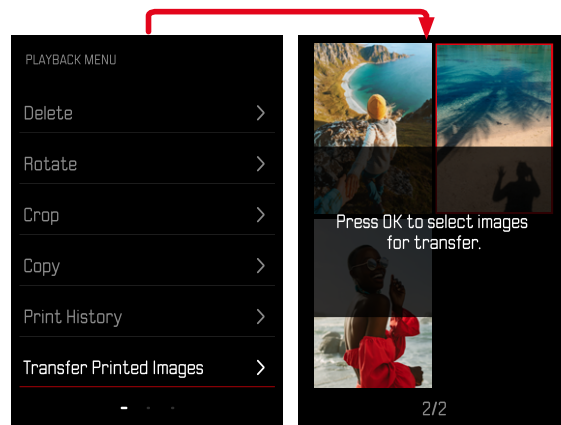 PLAYBACK MENU
Delete
Rotate
Crop
Copy
Print History
Transfer Printed Images
Press OK to select images
for transfer.
2/2